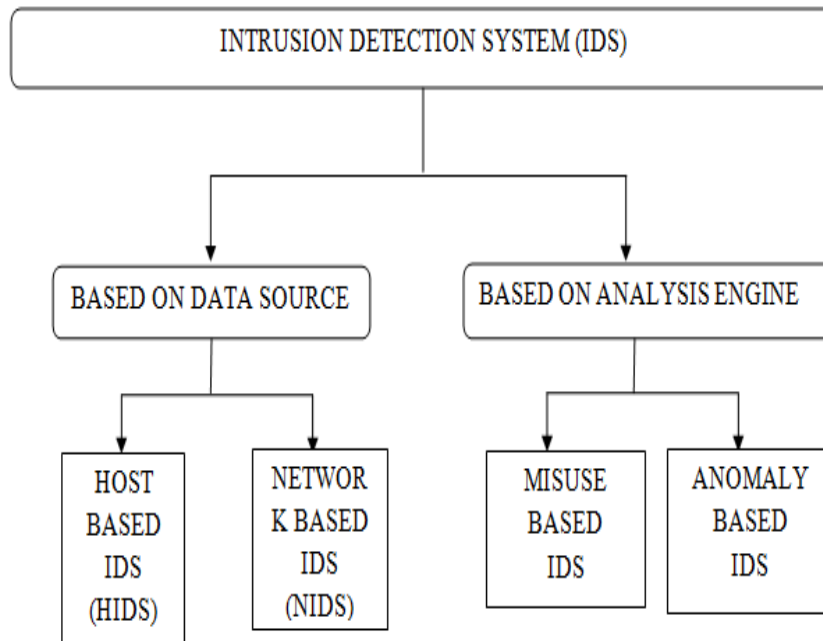 INTRUSION DETECTION SYSTEM (IDS)
BASED ON DATA SOURCE
BASED ON ANALYSIS ENGINE
HOST
BASED
IDS
(HIDS)
NETWOR
K BASED
IDS
(NIDS)
MISUSE
BASED
IDS
ANOMALY
BASED
IDS